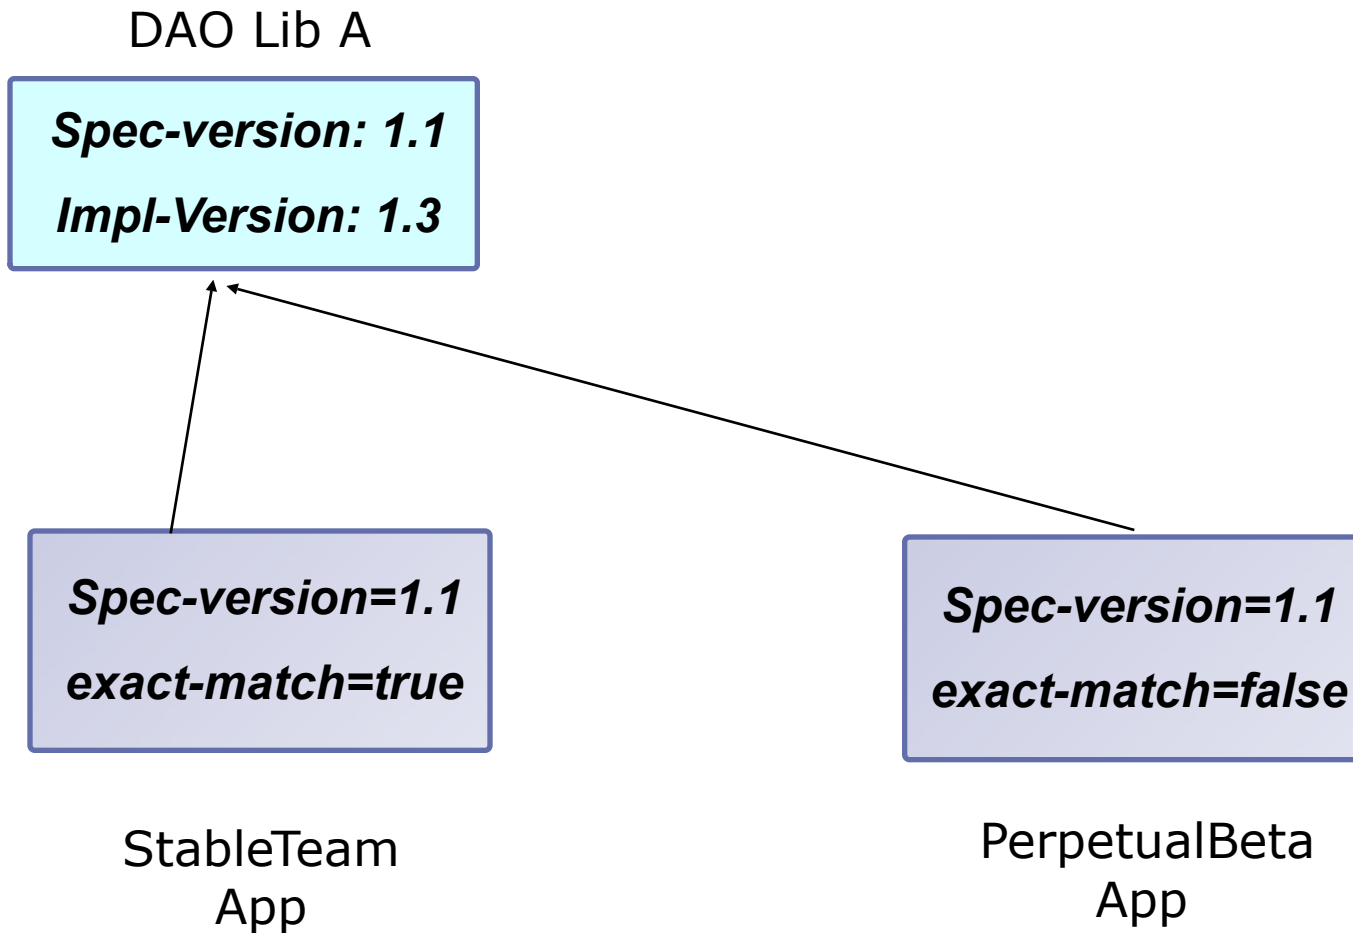 DAO Lib A
Spec-version: 1.1
Impl-Version: 1.3
Spec-version=1.1
exact-match=true
StableTeam
App
Spec-version=1.1
exact-match=false
PerpetualBeta
App